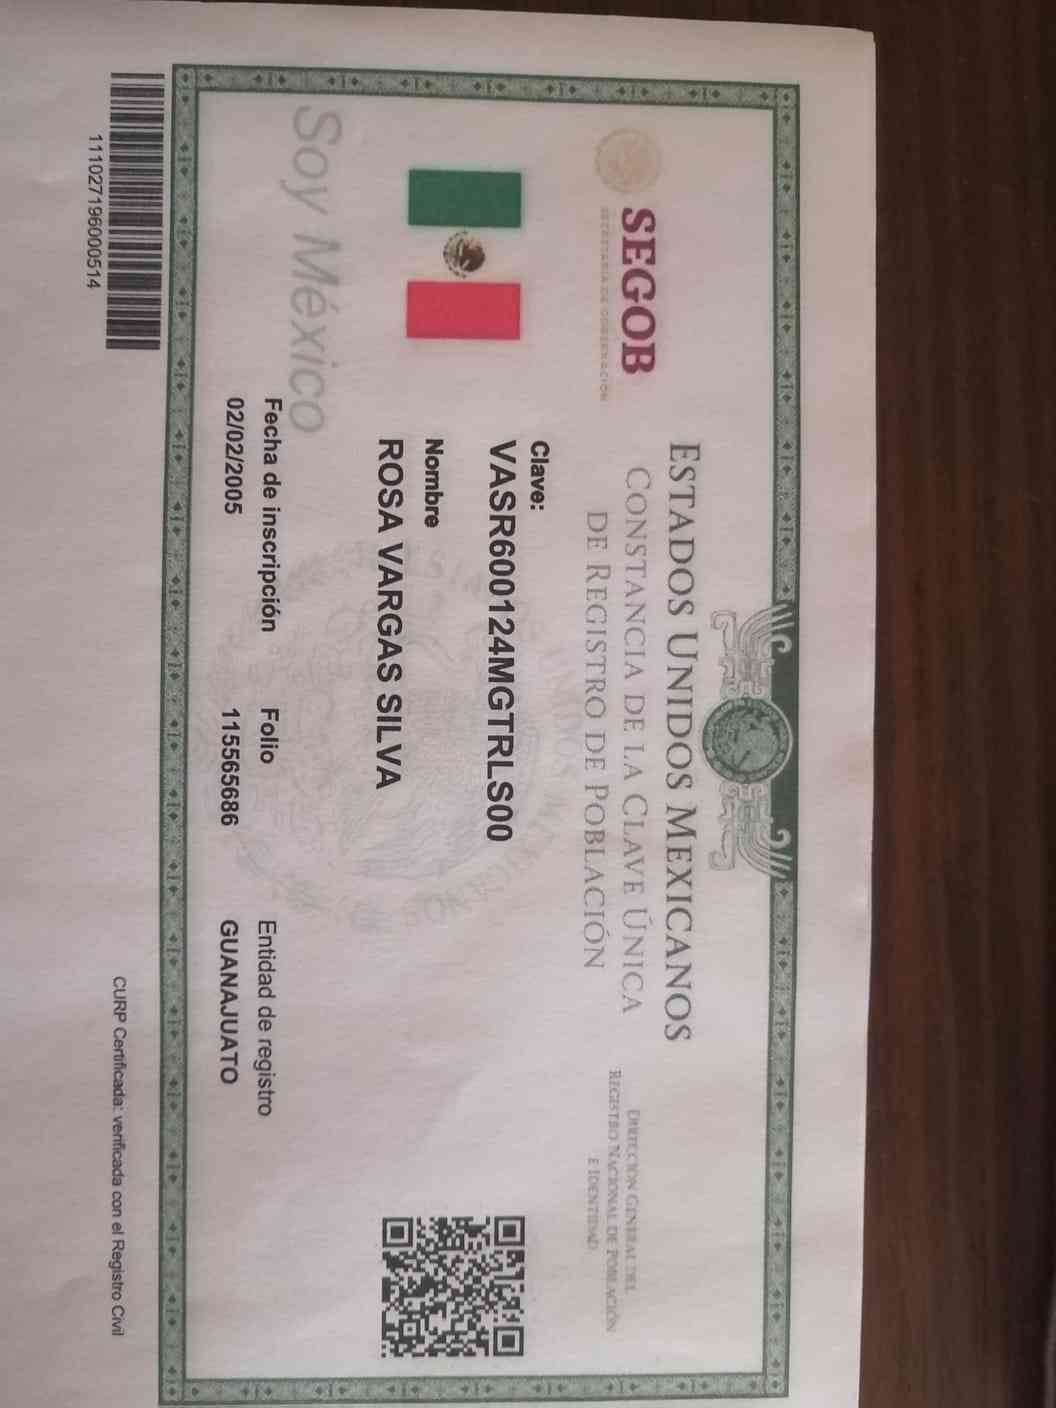 ESTADOS UNIDOS MEXICANOS
CONSTANCIA DE LA CLAVE ÚNICA
DE REGISTRO DE POBLACIÓN
SEGOB
SECRETARÍA DE GOBERNACIÓN
DIRECCIÓN GENERAL DEL
REGISTRO NACIONAL DE POBLACIÓN
E IDENTIDAD
Clave:
VASR600124MGTRLS00
Nombre
ROSA VARGAS SILVA
Soy México
Fecha de inscripción
02/02/2005
Folio
115565686
Entidad de registro
GUANAJUATO
111027196000514
CURP Certificada: verificada con el Registro Civil